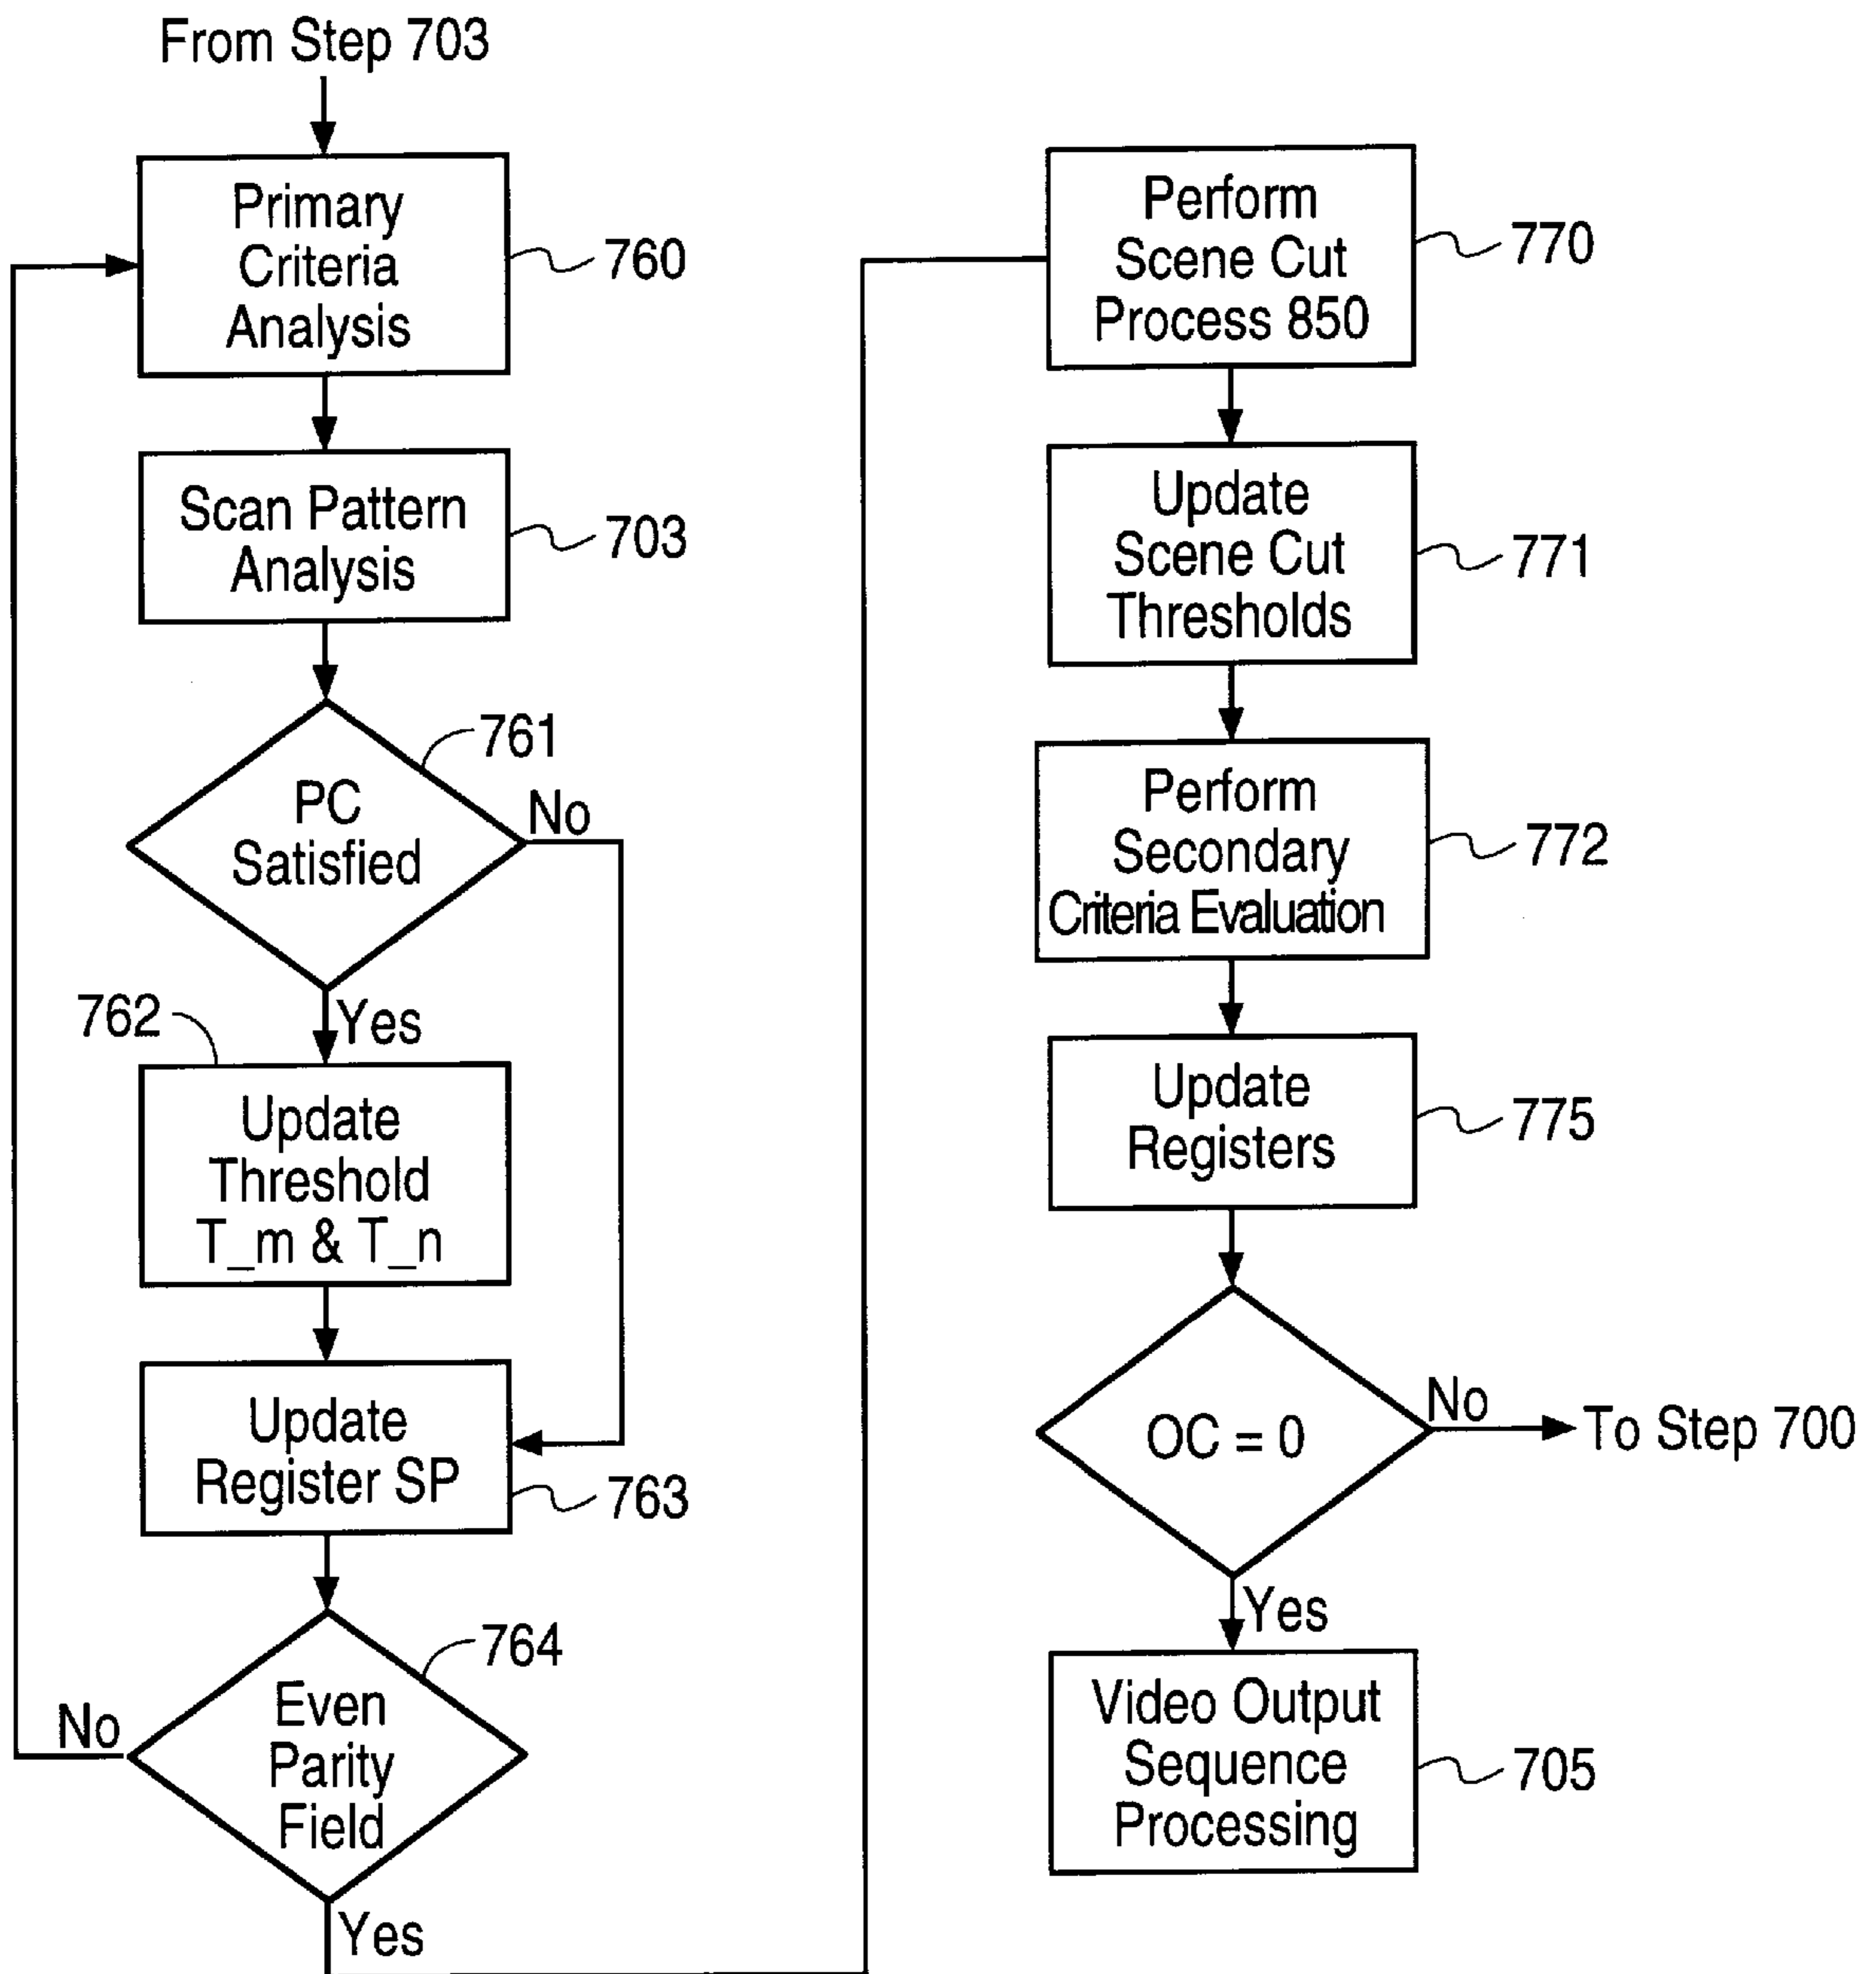 From Step 703
Primary
Criteria
Analysis
760
Scan Pattern
Analysis
703
761
PC
Satisfied
No
Yes
762
Update
Threshold
T_m & T_n
Update
Register SP
763
764
Even
Parity
Field
No
Yes
Perform
Scene Cut
Process 850
770
Update
Scene Cut
Thresholds
771
Perform
Secondary
Criteria Evaluation
772
Update
Registers
775
OC = 0
No
To Step 700
Yes
Video Output
Sequence
Processing
705